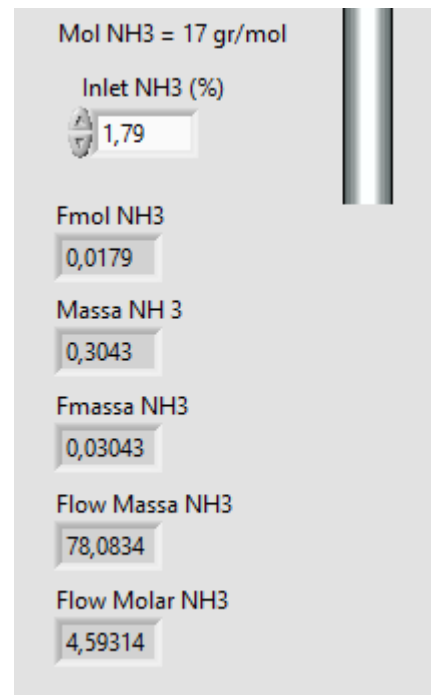 Mol NH3 = 17 gr/mol
Inlet NH3 (%)
1,79
Fmol NH3
0,0179
Massa NH 3
0,3043
Fmassa NH3
0,03043
Flow Massa NH3
78,0834
Flow Molar NH3
4,59314